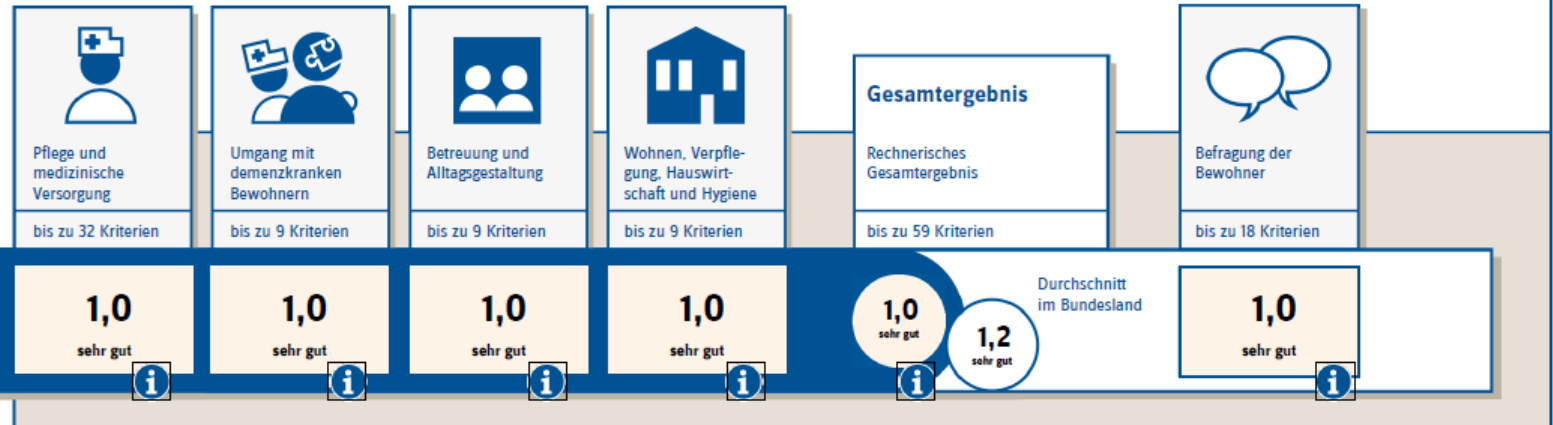 Pflege und
medizinische
Versorgung
bis zu 32 Kriterien
1,0
sehr gut
i
Umgang mit
demenzkranken
Bewohnern
bis zu 9 Kriterien
1,0
sehr gut
i
Betreuung und
Alltagsgestaltung
bis zu 9 Kriterien
1,0
sehr gut
i
Wohnen, Verpfle-
gung, Hauswirt-
schaft und Hygiene
bis zu 9 Kriterien
1,0
sehr gut
i
Gesamtergebnis
Rechnerisches
Gesamtergebnis
bis zu 59 Kriterien
1,0
sehr gut
i
1,2
sehr gut
Durchschnitt
im Bundesland
Befragung der
Bewohner
bis zu 18 Kriterien
1,0
sehr gut
i